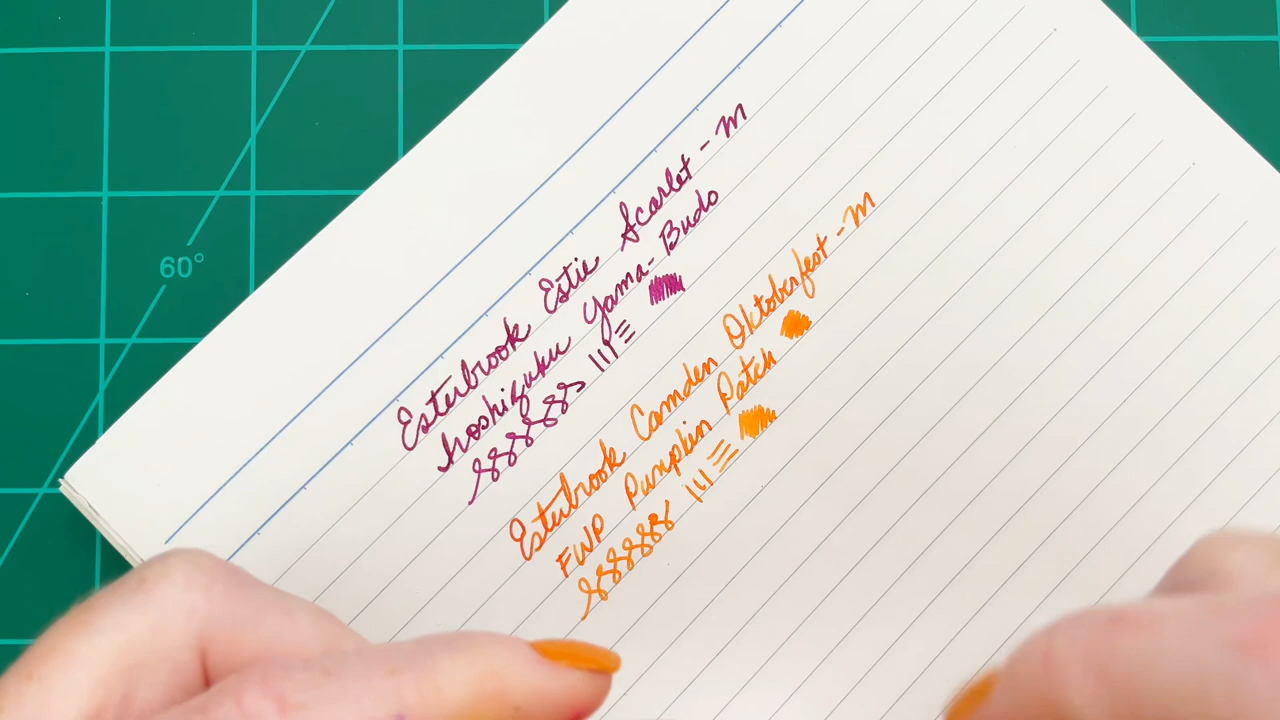 60°
Esterbrook Estie Scarlet - M
Iroshizuku Yama-Budo
Esterbrook Camden Oktoberfest - M
FWP Pumpkin Patch